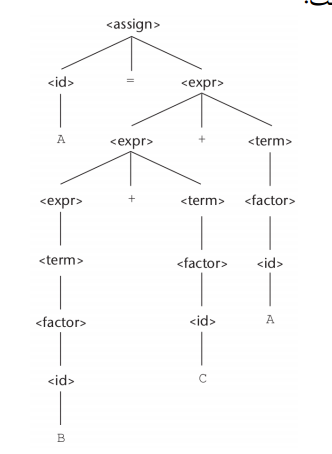 <assign>
<id> = <expr>
A <expr> + <term>
<expr> + <term> <factor>
<term> <factor> <id>
<factor> <id> A
<id> C
B